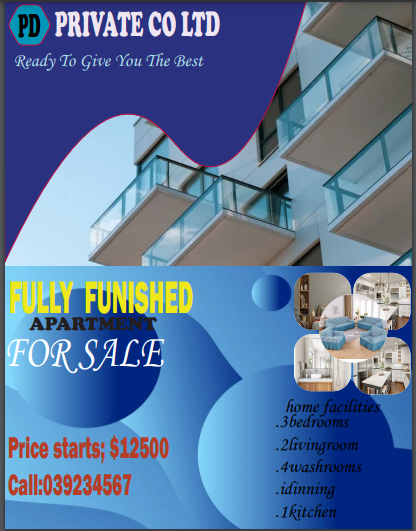 PD PRIVATE CO LTD
Ready To Give You The Best
FULLY FUNISHED
APARTMENT
FOR SALE
home facilities
.3bedrooms
.2livingroom
.4washrooms
.idinning
.1kitchen
Price starts; $12500
Call:039234567